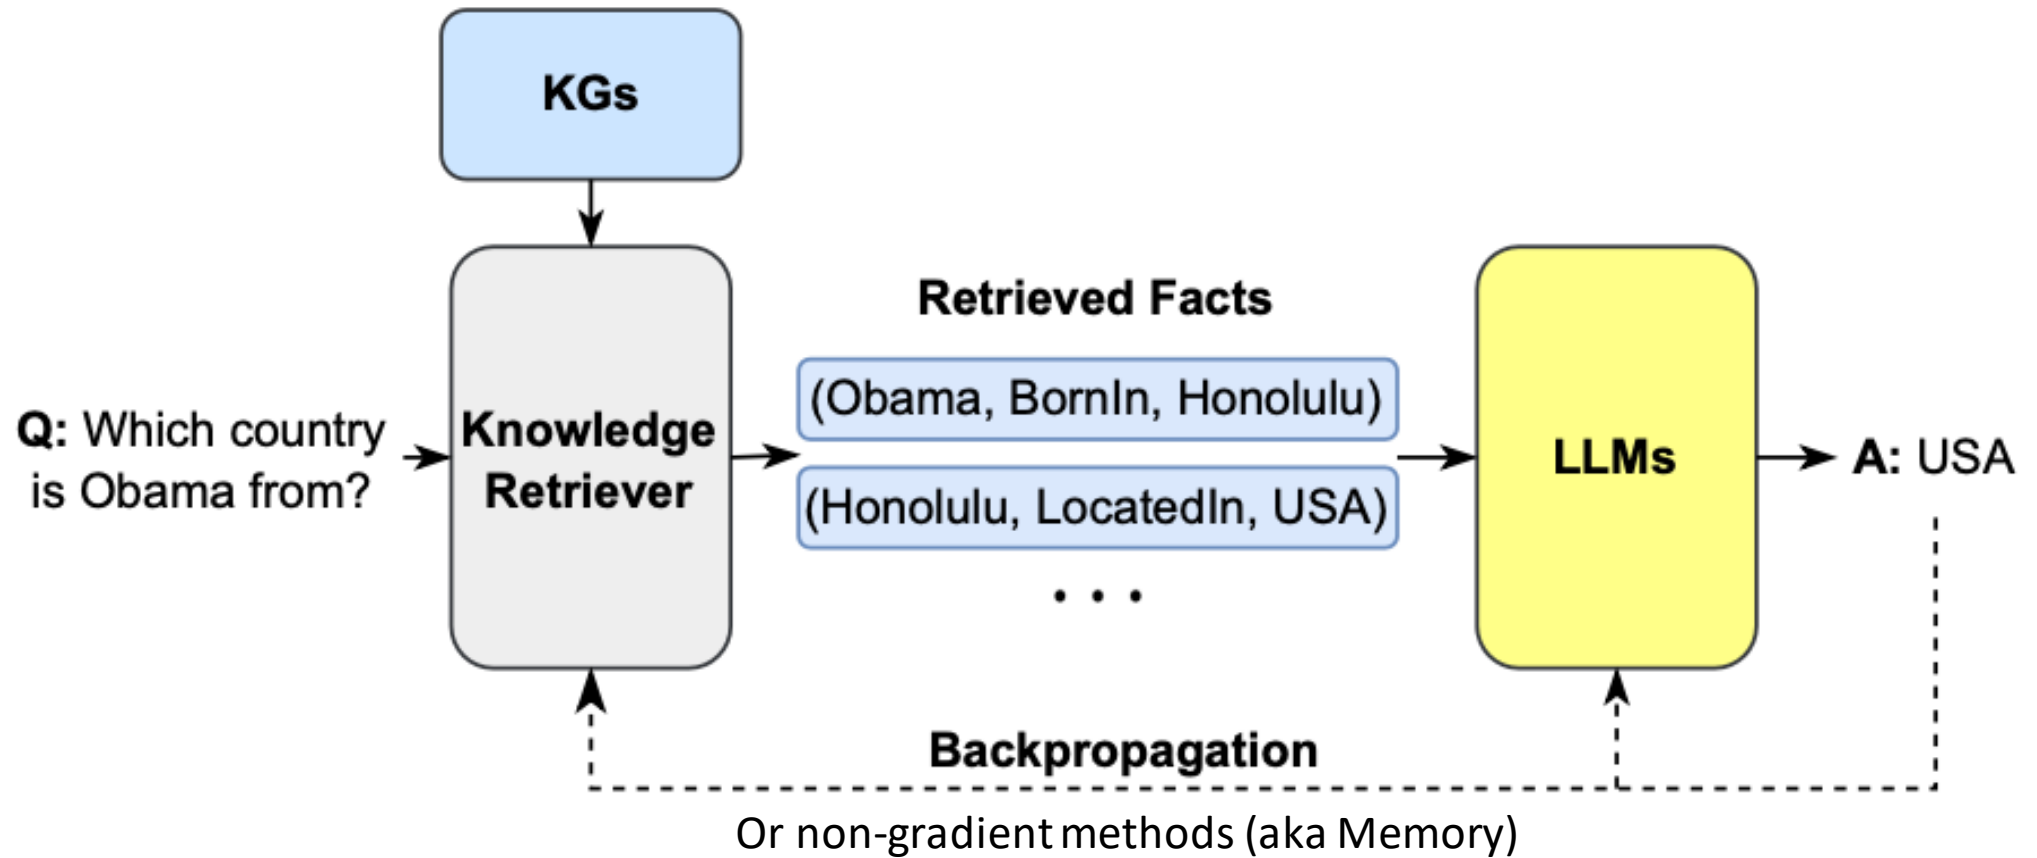 KGs
Q: Which country
is Obama from?
Knowledge
Retriever
Retrieved Facts
(Obama, BornIn, Honolulu)
(Honolulu, LocatedIn, USA)
. . .
LLMs
A: USA
Backpropagation
Or non-gradient methods (aka Memory)